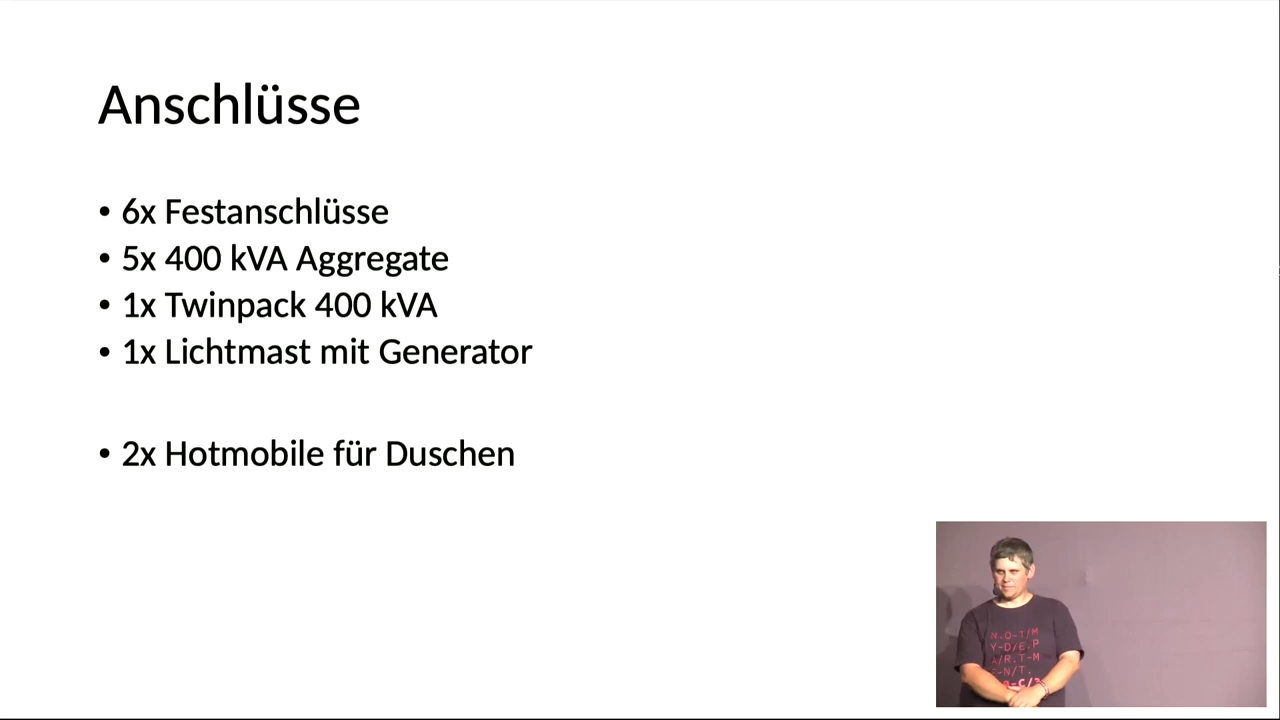 Anschlüsse
• 6x Festanschlüsse
• 5x 400 kVA Aggregate
• 1x Twinpack 400 kVA
• 1x Lichtmast mit Generator
• 2x Hotmobile für Duschen
N.O-T/M
Y-D/E.P
A/R.T-M
E-N/T.